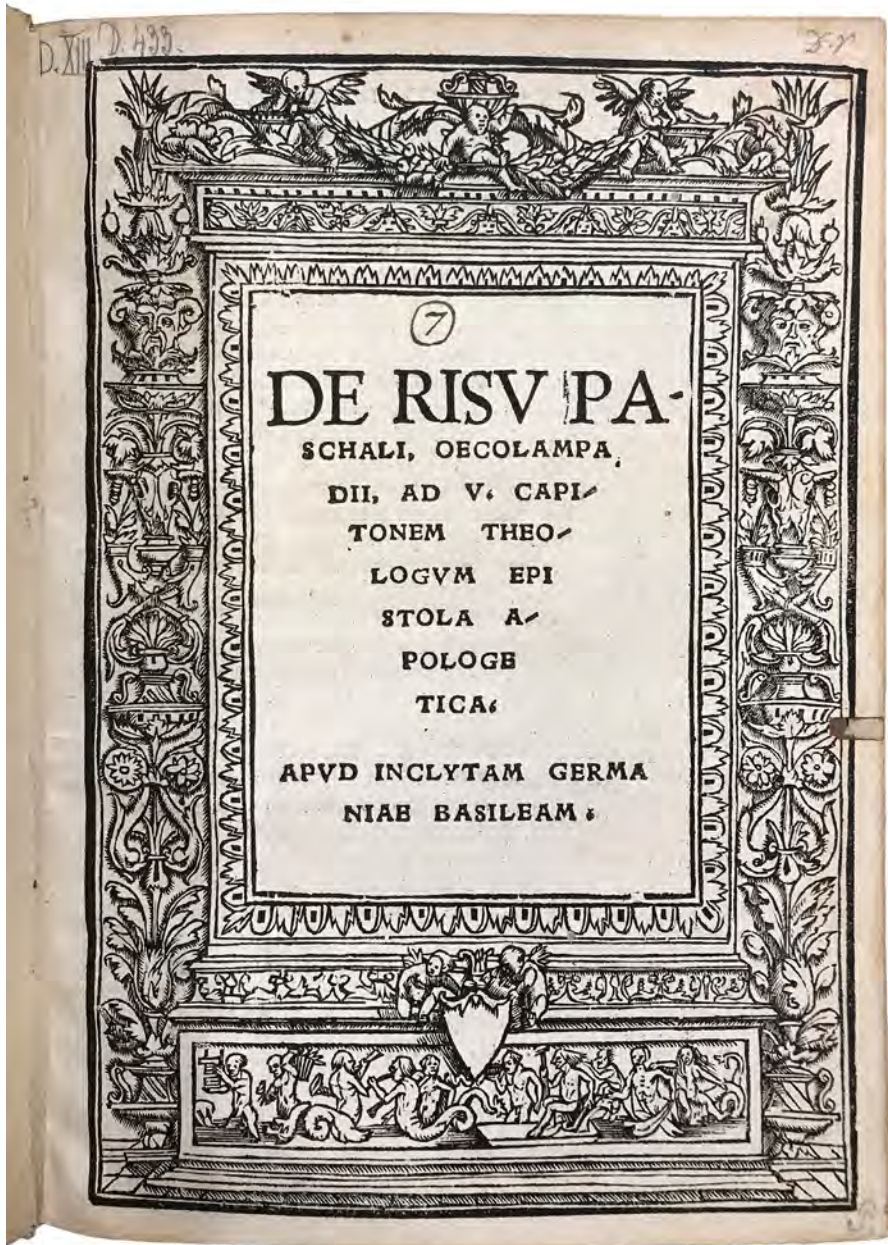 D. XIII D. 433.
7
DE RISV PA-
SCHALI, OECOLAMPA
DII, AD V. CAPI-
TONEM THEO-
LOGVM EPI
STOLA A-
POLOGE
TICA.
APVD INCLYTAM GERMA
NIAE BASILEAM.